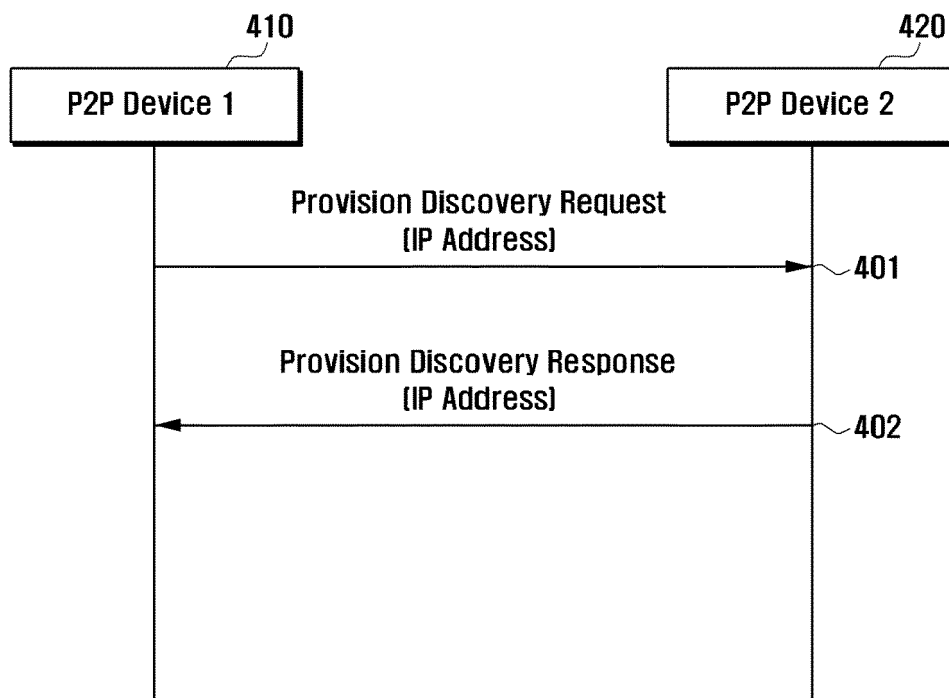 410
420
P2P Device 1
P2P Device 2
Provision Discovery Request
(IP Address)
401
Provision Discovery Response
(IP Address)
402